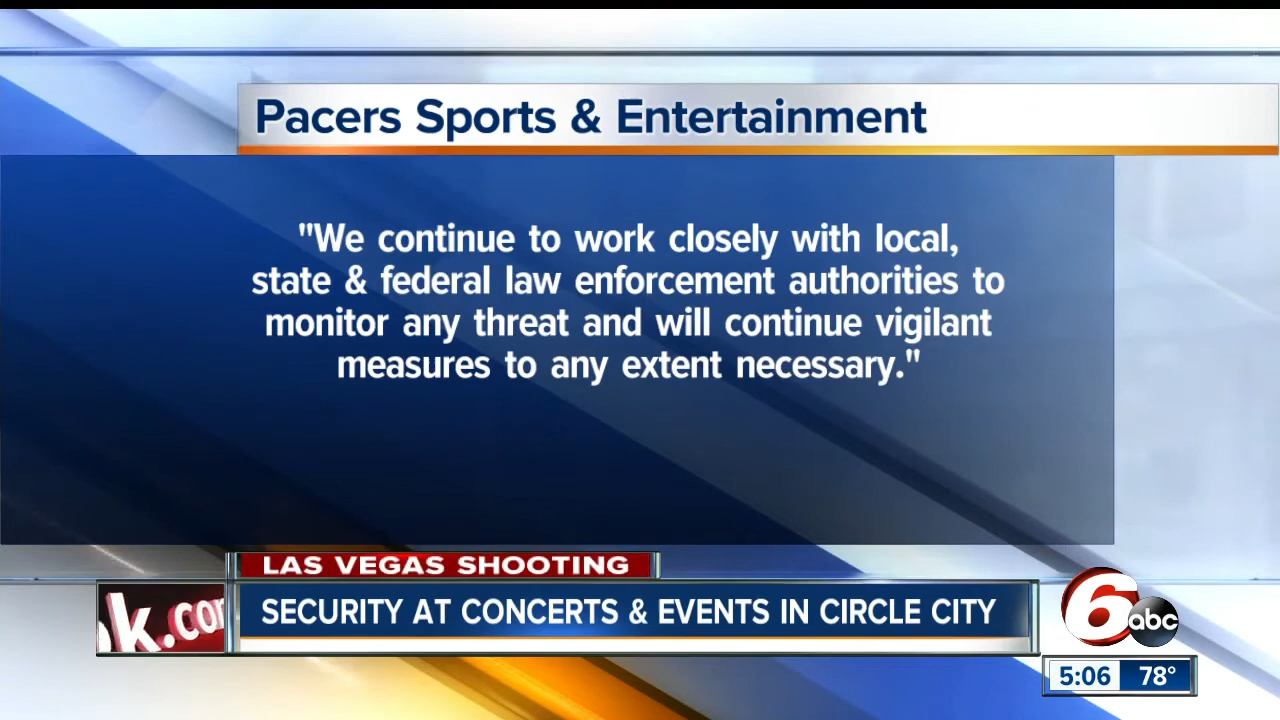 Pacers Sports & Entertainment
"We continue to work closely with local,
state & federal law enforcement authorities to
monitor any threat and will continue vigilant
measures to any extent necessary."
LAS VEGAS SHOOTING
SECURITY AT CONCERTS & EVENTS IN CIRCLE CITY
k.co
6
abc
5:06 78°